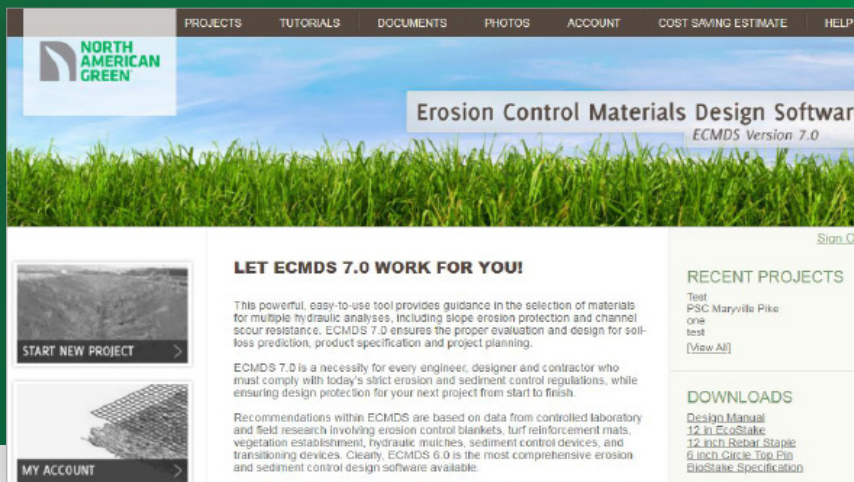 PROJECTS TUTORIALS DOCUMENTS PHOTOS ACCOUNT COST SAVING ESTIMATE HELP
NORTH
AMERICAN
GREEN
Erosion Control Materials Design Softwar
ECMDS Version 7.0
Sign O
START NEW PROJECT
MY ACCOUNT
LET ECMDS 7.0 WORK FOR YOU!
This powerful, easy-to-use tool provides guidance in the selection of materials
for multiple hydraulic analyses, including slope erosion protection and channel
scour resistance. ECMDS 7.0 ensures the proper evaluation and design for soil-
loss prediction, product specification and project planning.
ECMDS 7.0 is a necessity for every engineer, designer and contractor who
must comply with today's strict erosion and sediment control regulations, while
ensuring design protection for your next project from start to finish.
Recommendations within ECMDS are based on data from controlled laboratory
and field research involving erosion control blankets, turf reinforcement mats,
vegetation establishment, hydraulic mulches, sediment control devices, and
transitioning devices. Clearly, ECMDS 6.0 is the most comprehensive erosion
and sediment control design software available.
RECENT PROJECTS
Test
PSC Maryville Pike
one
test
[View All]
DOWNLOADS
Design Manual
12 in EcoStake
12 inch Rebar Staple
6 inch Circle Top Pin
BioStake Specification